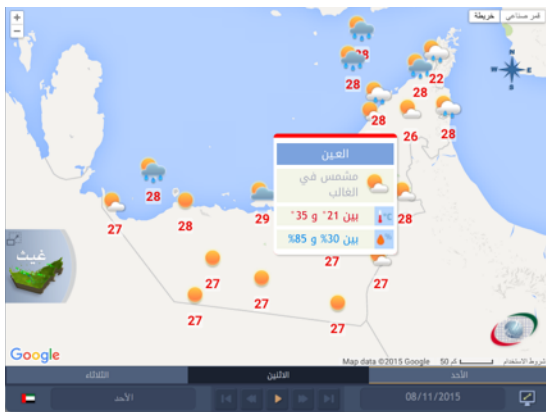 +
−
خريطة
قمر صناعي
N
W
E
S
28
28
22
28
28
26
28
العين
مشمس في
الغالب
°C
بين 21° و 35°
%
بين 30% و 85%
28
28
27
28
29
27
27
27
27
27
27
غيث
Google
Map data ©2015 Google
50 كم
شروط الاستخدام
الأحد
الاثنين
الثلاثاء
الأحد
08/11/2015